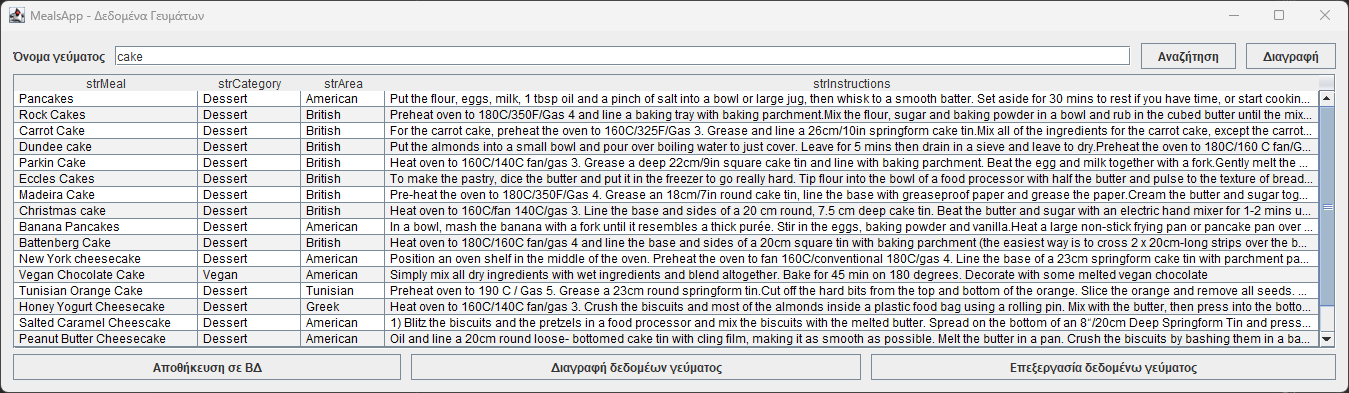 MealsApp - Δεδομένα Γευμάτων
Όνομα γεύματος cake Αναζήτηση Διαγραφή
strMeal strCategory strArea strInstructions
Pancakes Dessert American Put the flour, eggs, milk, 1 tbsp oil and a pinch of salt into a bowl or large jug, then whisk to a smooth batter. Set aside for 30 mins to rest if you have time, or start cookin...
Rock Cakes Dessert British Preheat oven to 180C/350F/Gas 4 and line a baking tray with baking parchment.Mix the flour, sugar and baking powder in a bowl and rub in the cubed butter until the mix...
Carrot Cake Dessert British For the carrot cake, preheat the oven to 160C/325F/Gas 3. Grease and line a 26cm/10in springform cake tin.Mix all of the ingredients for the carrot cake, except the carrot...
Dundee cake Dessert British Put the almonds into a small bowl and pour over boiling water to just cover. Leave for 5 mins then drain in a sieve and leave to dry.Preheat the oven to 180C/160 C fan/G...
Parkin Cake Dessert British Heat oven to 160C/140C fan/gas 3. Grease a deep 22cm/9in square cake tin and line with baking parchment. Beat the egg and milk together with a fork.Gently melt the ...
Eccles Cakes Dessert British To make the pastry, dice the butter and put it in the freezer to go really hard. Tip flour into the bowl of a food processor with half the butter and pulse to the texture of bread...
Madeira Cake Dessert British Pre-heat the oven to 180C/350F/Gas 4. Grease an 18cm/7in round cake tin, line the base with greaseproof paper and grease the paper.Cream the butter and sugar tog...
Christmas cake Dessert British Heat oven to 160C/fan 140C/gas 3. Line the base and sides of a 20 cm round, 7.5 cm deep cake tin. Beat the butter and sugar with an electric hand mixer for 1-2 mins u...
Banana Pancakes Dessert American In a bowl, mash the banana with a fork until it resembles a thick purée. Stir in the eggs, baking powder and vanilla.Heat a large non-stick frying pan or pancake pan over ...
Battenberg Cake Dessert British Heat oven to 180C/160C fan/gas 4 and line the base and sides of a 20cm square tin with baking parchment (the easiest way is to cross 2 x 20cm-long strips over the b...
New York cheesecake Dessert American Position an oven shelf in the middle of the oven. Preheat the oven to fan 160C/conventional 180C/gas 4. Line the base of a 23cm springform cake tin with parchment pa...
Vegan Chocolate Cake Vegan American Simply mix all dry ingredients with wet ingredients and blend altogether. Bake for 45 min on 180 degrees. Decorate with some melted vegan chocolate
Tunisian Orange Cake Dessert Tunisian Preheat oven to 190 C / Gas 5. Grease a 23cm round springform tin.Cut off the hard bits from the top and bottom of the orange. Slice the orange and remove all seeds. ...
Honey Yogurt Cheesecake Dessert Greek Heat oven to 160C/140C fan/gas 3. Crush the biscuits and most of the almonds inside a plastic food bag using a rolling pin. Mix with the butter, then press into the botto...
Salted Caramel Cheescake Dessert American 1) Blitz the biscuits and the pretzels in a food processor and mix the biscuits with the melted butter. Spread on the bottom of an 8″/20cm Deep Springform Tin and press...
Peanut Butter Cheesecake Dessert American Oil and line a 20cm round loose- bottomed cake tin with cling film, making it as smooth as possible. Melt the butter in a pan. Crush the biscuits by bashing them in a ba...
Αποθήκευση σε ΒΔ Διαγραφή δεδομέων γεύματος Επεξεργασία δεδομένω γεύματος